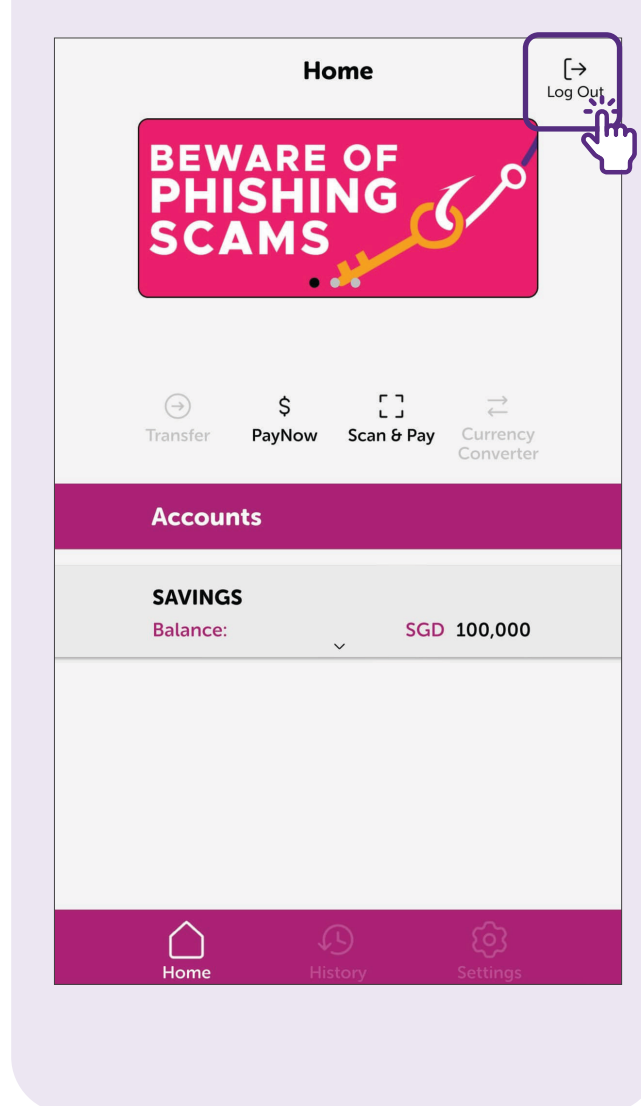 Home
Log Out
BEWARE OF
PHISHING
SCAMS
Transfer
PayNow
Scan & Pay
Currency
Converter
Accounts
SAVINGS
Balance:
SGD 100,000
Home
History
Settings